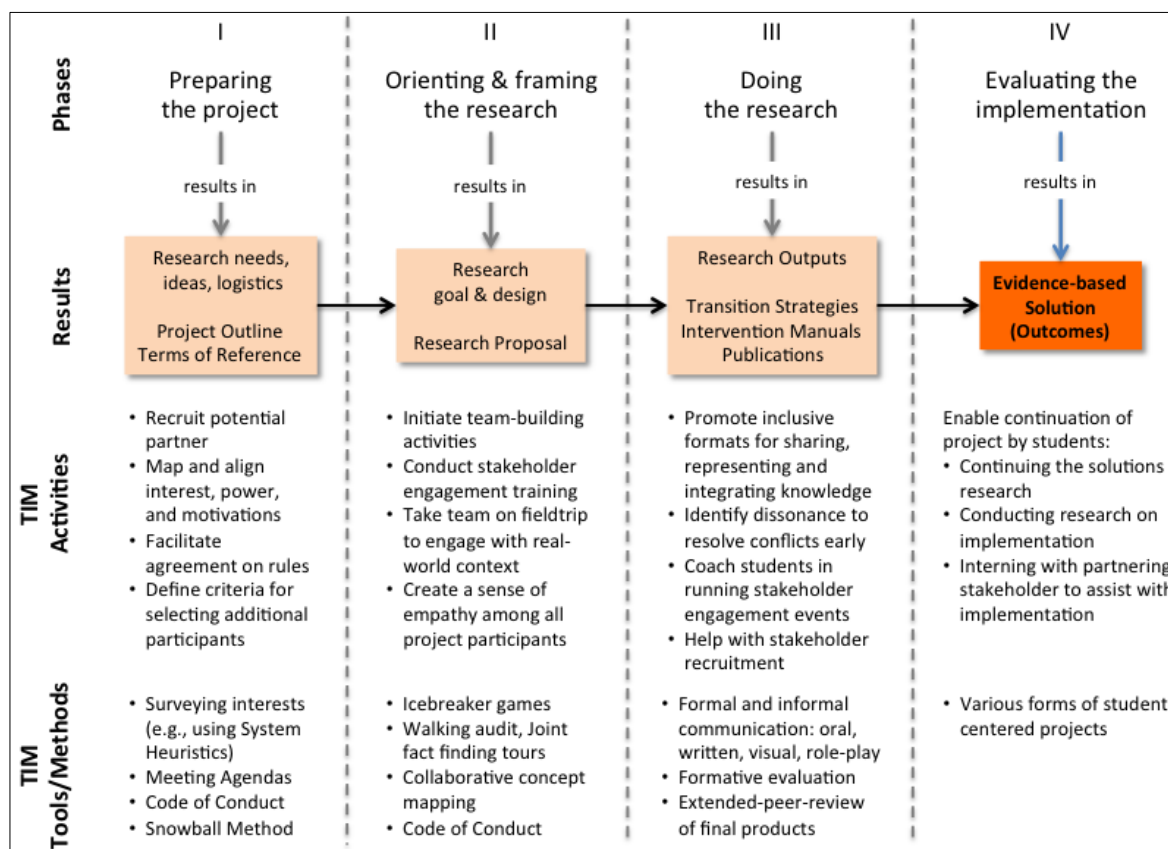 Phases
I
Preparing
the project
results in
II
Orienting & framing
the research
results in
III
Doing
the research
results in
IV
Evaluating the
implementation
results in
Results
Research needs,
ideas, logistics
Project Outline
Terms of Reference
Research
goal & design
Research Proposal
Research Outputs
Transition Strategies
Intervention Manuals
Publications
Evidence-based
Solution
(Outcomes)
TIM
Activities
• Recruit potential
partner
• Map and align
interest, power,
and motivations
• Facilitate
agreement on rules
• Define criteria for
selecting additional
participants
• Initiate team-building
activities
• Conduct stakeholder
engagement training
• Take team on fieldtrip
to engage with real-
world context
• Create a sense of
empathy among all
project participants
• Promote inclusive
formats for sharing,
representing and
integrating knowledge
• Identify dissonance to
resolve conflicts early
• Coach students in
running stakeholder
engagement events
• Help with stakeholder
recruitment
Enable continuation of
project by students:
• Continuing the solutions
research
• Conducting research on
implementation
• Interning with partnering
stakeholder to assist with
implementation
TIM
Tools/Methods
• Surveying interests
(e.g., using System
Heuristics)
• Meeting Agendas
• Code of Conduct
• Snowball Method
• Icebreaker games
• Walking audit, Joint
fact finding tours
• Collaborative concept
mapping
• Code of Conduct
• Formal and informal
communication: oral,
written, visual, role-play
• Formative evaluation
• Extended-peer-review
of final products
• Various forms of student
centered projects